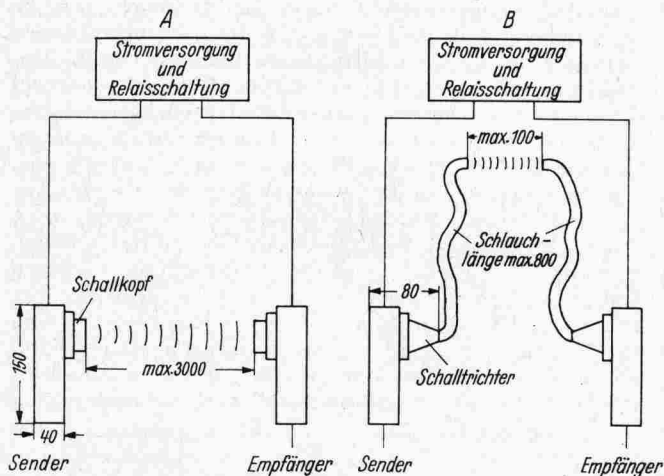 A
Stromversorgung
und
Relaisschaltung
Schallkopf
max.3000
150
40
Sender
Empfänger
B
Stromversorgung
und
Relaisschaltung
max.100
Schlauch-
länge max.800
80
Schalltrichter
Sender
Empfänger